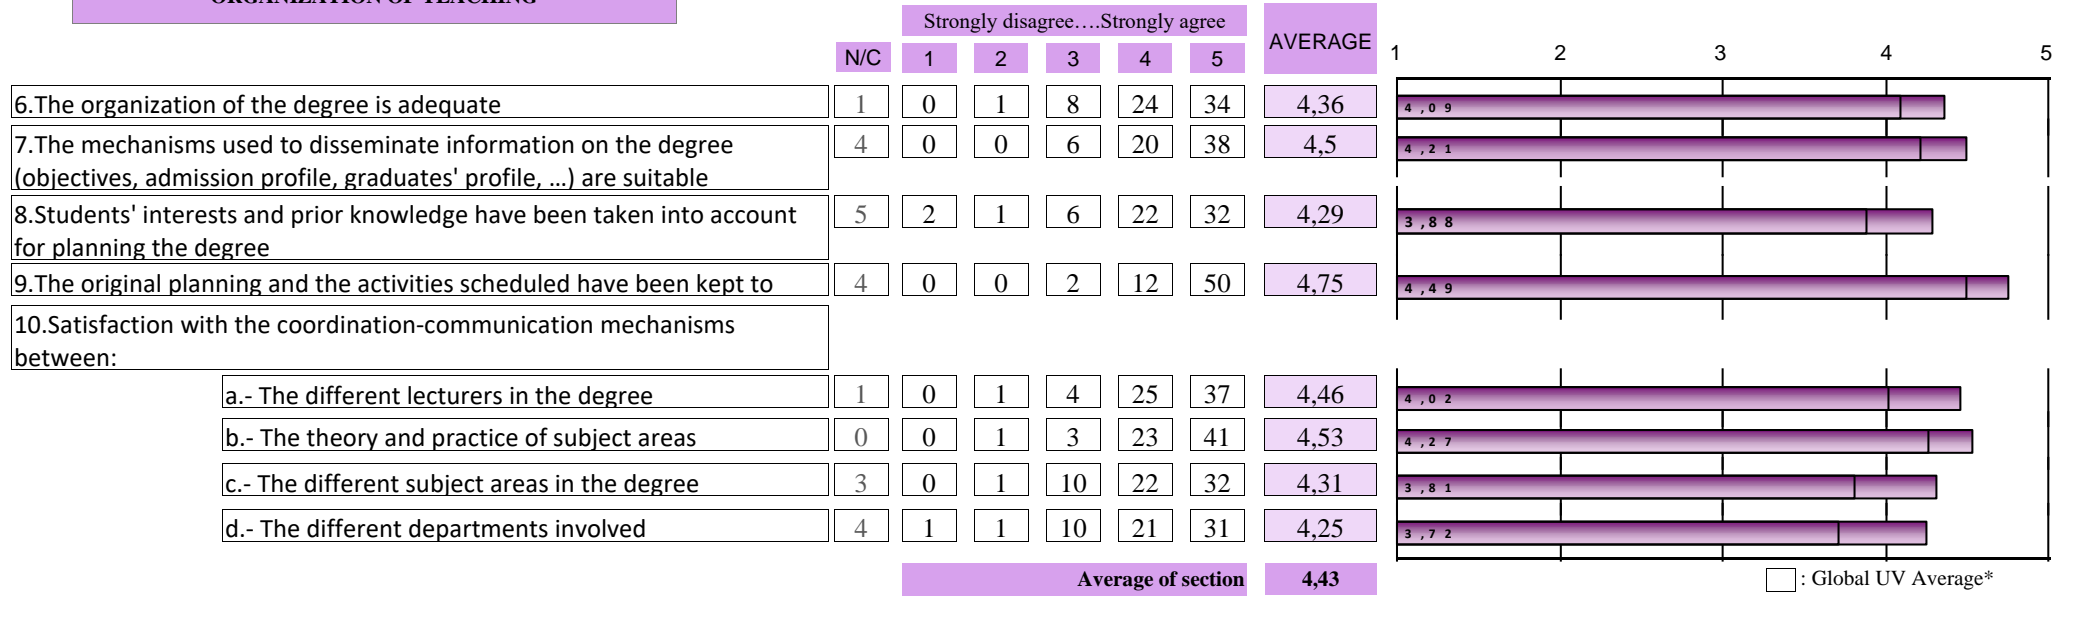 ORGANIZATION OF TEACHING
Strongly disagree….Strongly agree
AVERAGE
N/C 1 2 3 4 5
1 2 3 4 5
6.The organization of the degree is adequate 1 0 1 8 24 34 4,36 4,09
7.The mechanisms used to disseminate information on the degree 4 0 0 6 20 38 4,5 4,21
(objectives, admission profile, graduates' profile, ...) are suitable
8.Students' interests and prior knowledge have been taken into account 5 2 1 6 22 32 4,29 3,88
for planning the degree
9.The original planning and the activities scheduled have been kept to 4 0 0 2 12 50 4,75 4,49
10.Satisfaction with the coordination-communication mechanisms
between:
a.- The different lecturers in the degree 1 0 1 4 25 37 4,46 4,02
b.- The theory and practice of subject areas 0 0 1 3 23 41 4,53 4,27
c.- The different subject areas in the degree 3 0 1 10 22 32 4,31 3,81
d.- The different departments involved 4 1 1 10 21 31 4,25 3,72
Average of section 4,43
: Global UV Average*